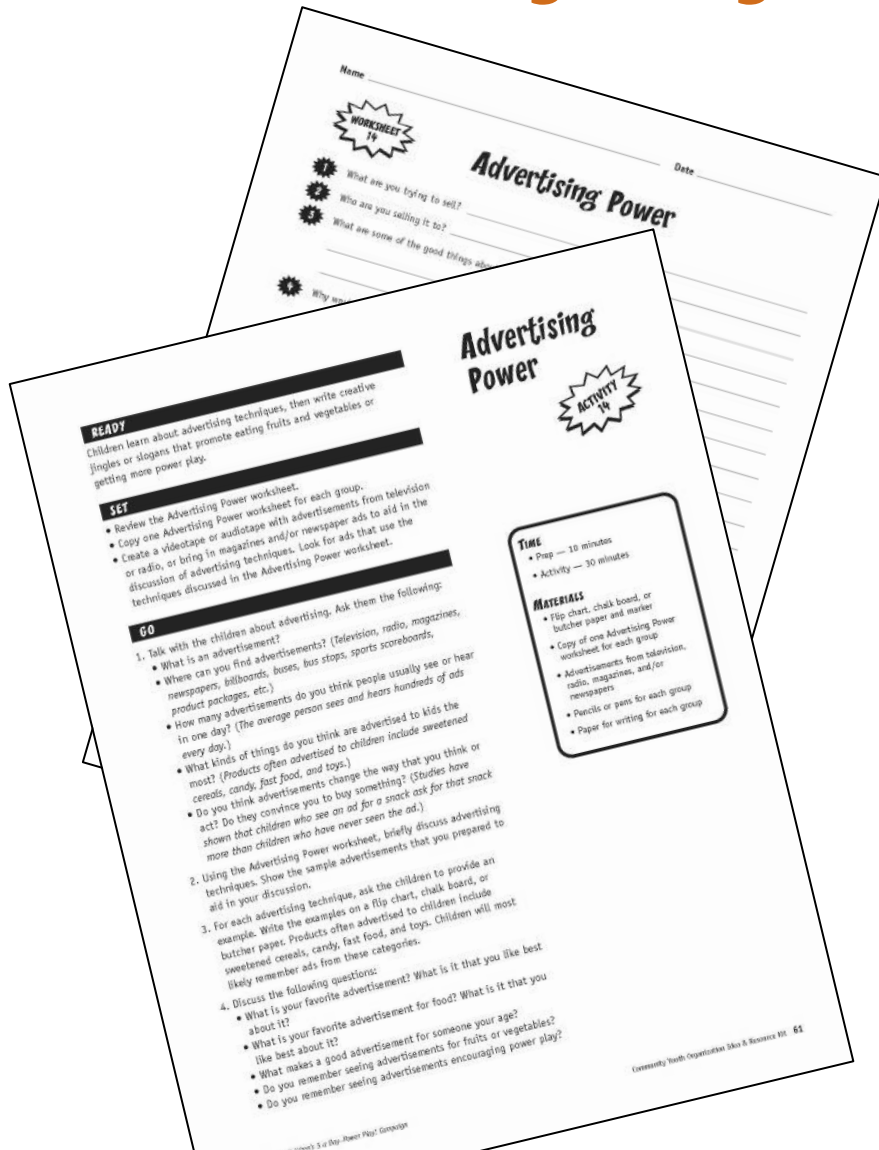 Name
Date
WORKSHEET
14
Advertising Power
1 What are you trying to sell?
2 Who are you selling it to?
3 What are some of the good things
4 Why
Advertising
Power
ACTIVITY
14
READY
Children learn about advertising techniques, then write creative
jingles or slogans that promote eating fruits and vegetables or
getting more power play.
SET
• Review the Advertising Power worksheet.
• Copy one Advertising Power worksheet for each group.
• Create a videotape or audiotape with advertisements from television
or radio, or bring in magazines and/or newspaper ads to aid in the
discussion of advertising techniques. Look for ads that use the
techniques discussed in the Advertising Power worksheet.
GO
1. Talk with the children about advertising. Ask them the following:
• What is an advertisement?
• Where can you find advertisements? (Television, radio, magazines,
newspapers, billboards, buses, bus stops, sports scoreboards,
product packages, etc.)
• How many advertisements do you think people usually see or hear
in one day? (The average person sees and hears hundreds of ads
every day.)
• What kinds of things do you think are advertised to kids the
most? (Products often advertised to children include sweetened
cereals, candy, fast food, and toys.)
• Do you think advertisements change the way that you think or
act? Do they convince you to buy something? (Studies have
shown that children who see an ad for a snack ask for that snack
more than children who have never seen the ad.)
2. Using the Advertising Power worksheet, briefly discuss advertising
techniques. Show the sample advertisements that you prepared to
aid in your discussion.
3. For each advertising technique, ask the children to provide an
example. Write the examples on a flip chart, chalk board, or
butcher paper. Products often advertised to children include
sweetened cereals, candy, fast food, and toys. Children will most
likely remember ads from these categories.
4. Discuss the following questions:
• What is your favorite advertisement? What is it that you like best
about it?
• What is your favorite advertisement for food? What is it that you
like best about it?
• What makes a good advertisement for someone your age?
• Do you remember seeing advertisements for fruits or vegetables?
• Do you remember seeing advertisements encouraging power play?
TIME
• Prep — 10 minutes
• Activity — 30 minutes
MATERIALS
• Flip chart, chalk board, or
butcher paper and marker
• Copy of one Advertising Power
worksheet for each group
• Advertisements from television,
radio, magazines, and/or
newspapers
• Pencils or pens for each group
• Paper for writing for each group
5 a Day-Power Play! Campaign
Community Youth Organization Idea & Resource Kit 61